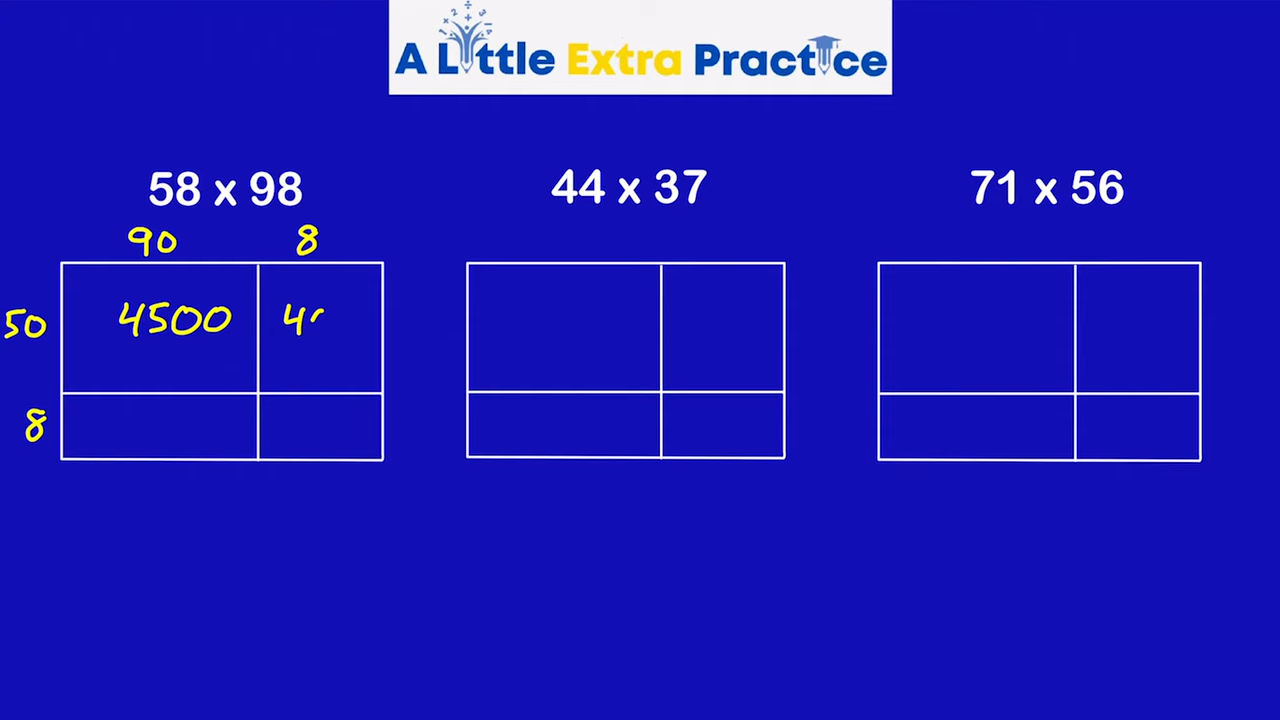 A Little Extra Practice
58 x 98
44 x 37
71 x 56
90 8
50 4500
8